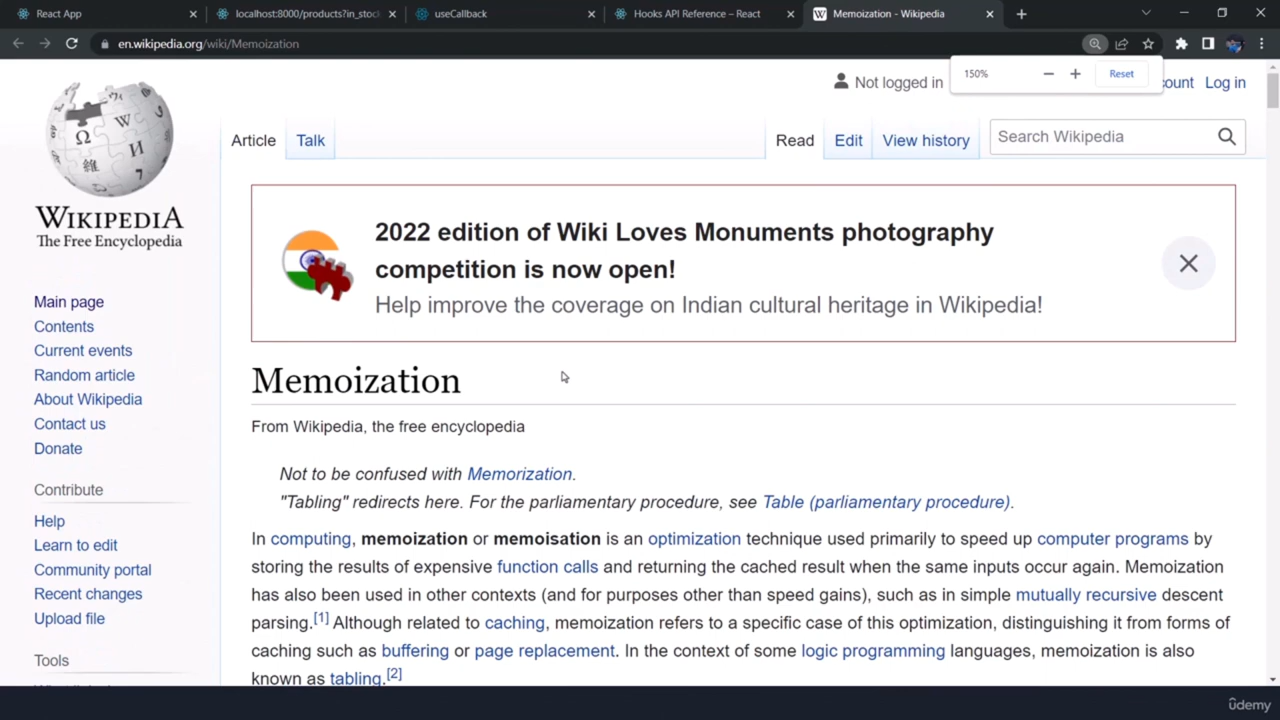 React App
localhost:8000/products?in_stoc
useCallback
Hooks API Reference – React
Memoization - Wikipedia
en.wikipedia.org/wiki/Memoization
150%
Reset
Not logged in
ount
Log in
WIKIPEDIA
The Free Encyclopedia
Article
Talk
Read
Edit
View history
Search Wikipedia
2022 edition of Wiki Loves Monuments photography
competition is now open!
Help improve the coverage on Indian cultural heritage in Wikipedia!
Main page
Contents
Current events
Random article
About Wikipedia
Contact us
Donate
Contribute
Help
Learn to edit
Community portal
Recent changes
Upload file
Tools
Memoization
From Wikipedia, the free encyclopedia
Not to be confused with Memorization.
"Tabling" redirects here. For the parliamentary procedure, see Table (parliamentary procedure).
In computing, memoization or memoisation is an optimization technique used primarily to speed up computer programs by
storing the results of expensive function calls and returning the cached result when the same inputs occur again. Memoization
has also been used in other contexts (and for purposes other than speed gains), such as in simple mutually recursive descent
parsing.[1] Although related to caching, memoization refers to a specific case of this optimization, distinguishing it from forms of
caching such as buffering or page replacement. In the context of some logic programming languages, memoization is also
known as tabling.[2]
ûdemy